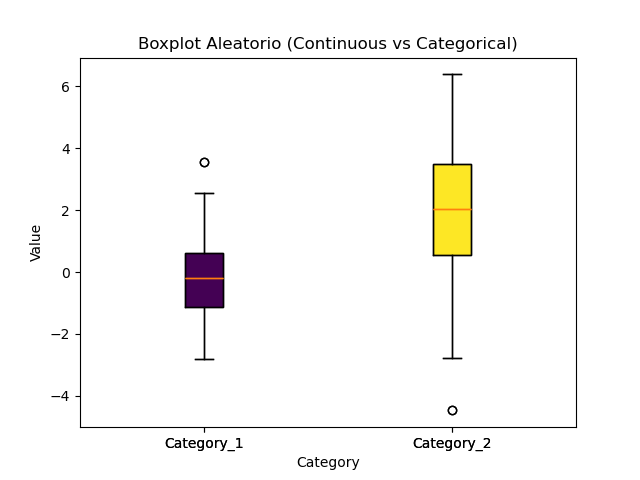 Boxplot Aleatorio (Continuous vs Categorical)
6
4
2
0
−2
−4
Value
Category_1
Category_2
Category